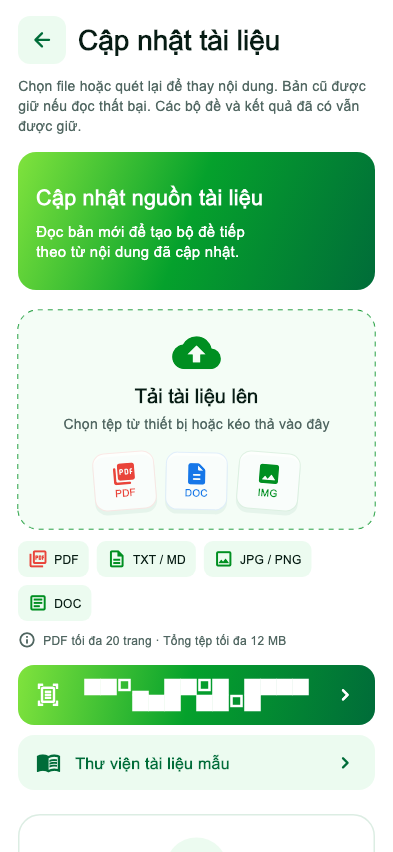 Cập nhật tài liệu
Chọn file hoặc quét lại để thay nội dung. Bản cũ được
giữ nếu đọc thất bại. Các bộ đề và kết quả đã có vẫn
được giữ.
Cập nhật nguồn tài liệu
Đọc bản mới để tạo bộ đề tiếp
theo từ nội dung đã cập nhật.
Tải tài liệu lên
Chọn tệp từ thiết bị hoặc kéo thả vào đây
PDF
PDF
DOC
IMG
PDF
PDF
TXT / MD
JPG / PNG
DOC
PDF tối đa 20 trang · Tổng tệp tối đa 12 MB
Thư viện tài liệu mẫu